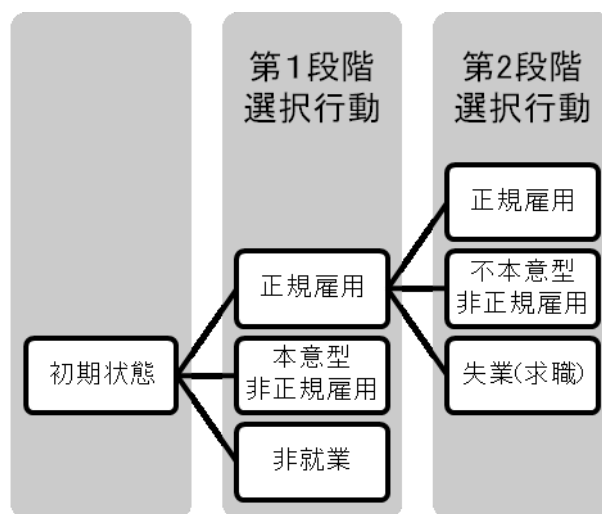 第1段階
選択行動
第2段階
選択行動
初期状態
正規雇用
本意型
非正規雇用
非就業
正規雇用
不本意型
非正規雇用
失業(求職)